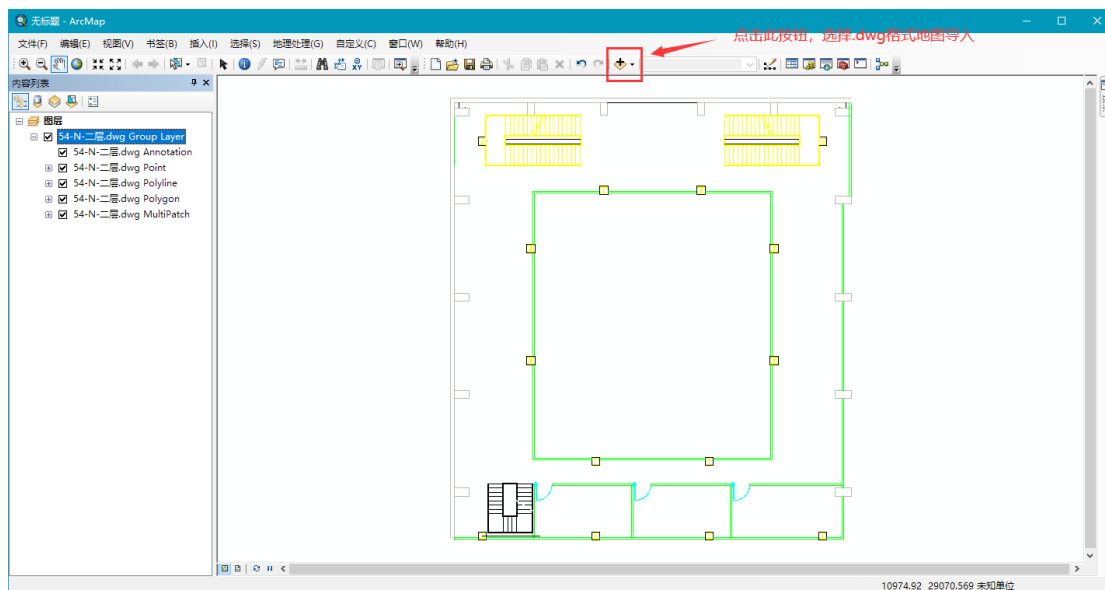 无标题 - ArcMap
文件(F) 编辑(E) 视图(V) 书签(B) 插入(I) 选择(S) 地理处理(G) 自定义(C) 窗口(W) 帮助(H)
点击此按钮，选择.dwg格式地图导入
内容列表
图层
54-N-二层.dwg Group Layer
54-N-二层.dwg Annotation
54-N-二层.dwg Point
54-N-二层.dwg Polyline
54-N-二层.dwg Polygon
54-N-二层.dwg MultiPatch
10974.92 29070.569 未知单位